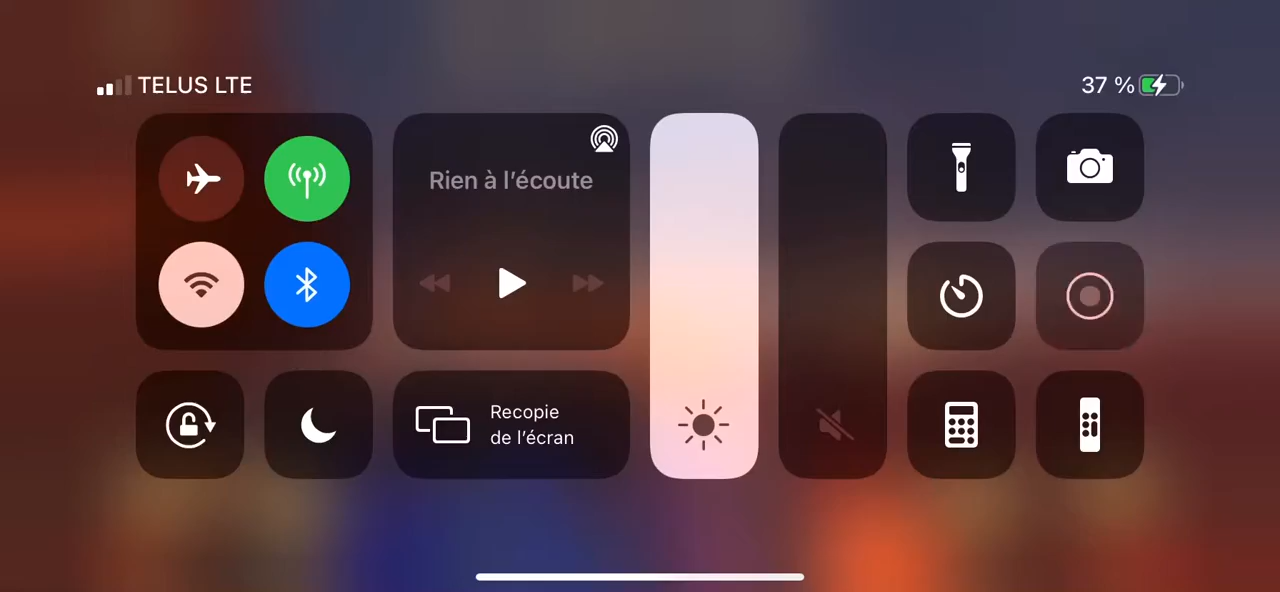 TELUS LTE
37 %
Rien à l’écoute
Recopie
de l’écran